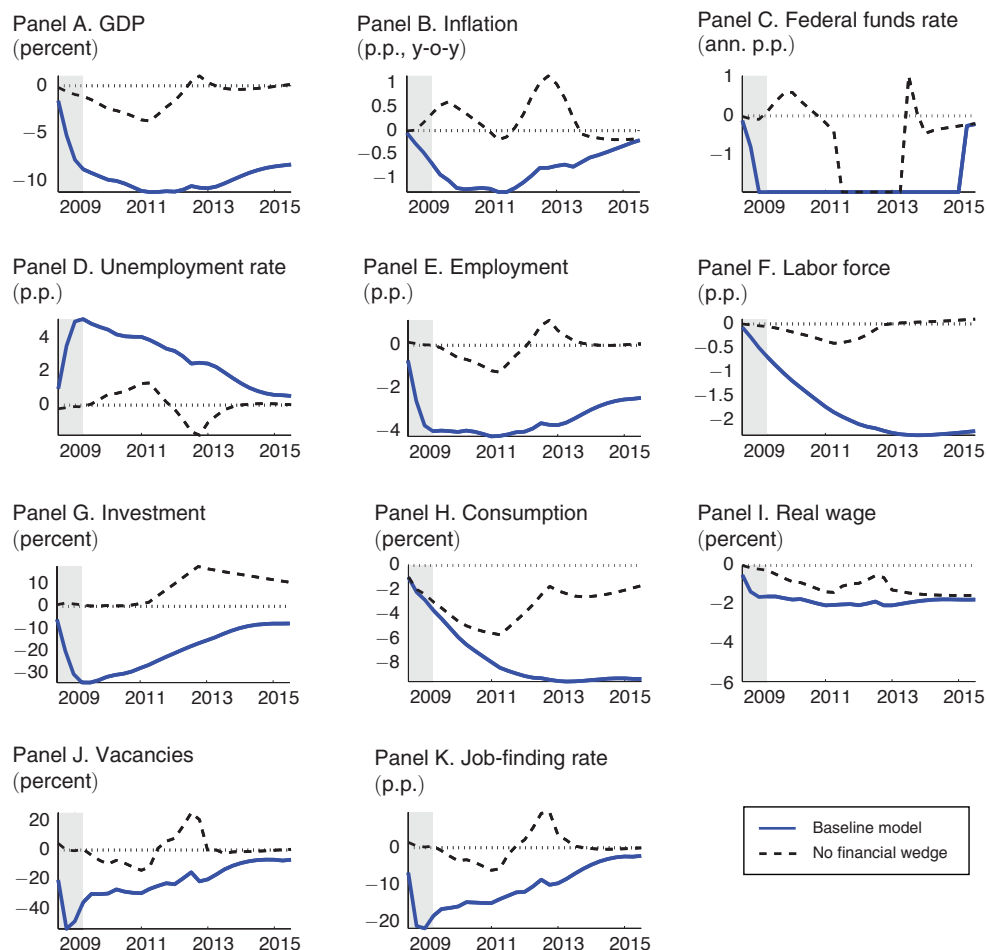 Panel A. GDP
(percent)
0
−5
−10
2009 2011 2013 2015
Panel B. Inflation
(p.p., y-o-y)
1
0.5
0
−0.5
−1
2009 2011 2013 2015
Panel C. Federal funds rate
(ann. p.p.)
1
0
−1
2009 2011 2013 2015
Panel D. Unemployment rate
(p.p.)
4
2
0
2009 2011 2013 2015
Panel E. Employment
(p.p.)
0
−2
−4
2009 2011 2013 2015
Panel F. Labor force
(p.p.)
0
−0.5
−1
−1.5
−2
2009 2011 2013 2015
Panel G. Investment
(percent)
10
0
−10
−20
−30
2009 2011 2013 2015
Panel H. Consumption
(percent)
0
−2
−4
−6
−8
2009 2011 2013 2015
Panel I. Real wage
(percent)
0
−2
−4
−6
2009 2011 2013 2015
Panel J. Vacancies
(percent)
20
0
−20
−40
2009 2011 2013 2015
Panel K. Job-finding rate
(p.p.)
0
−10
−20
2009 2011 2013 2015
Baseline model
No financial wedge